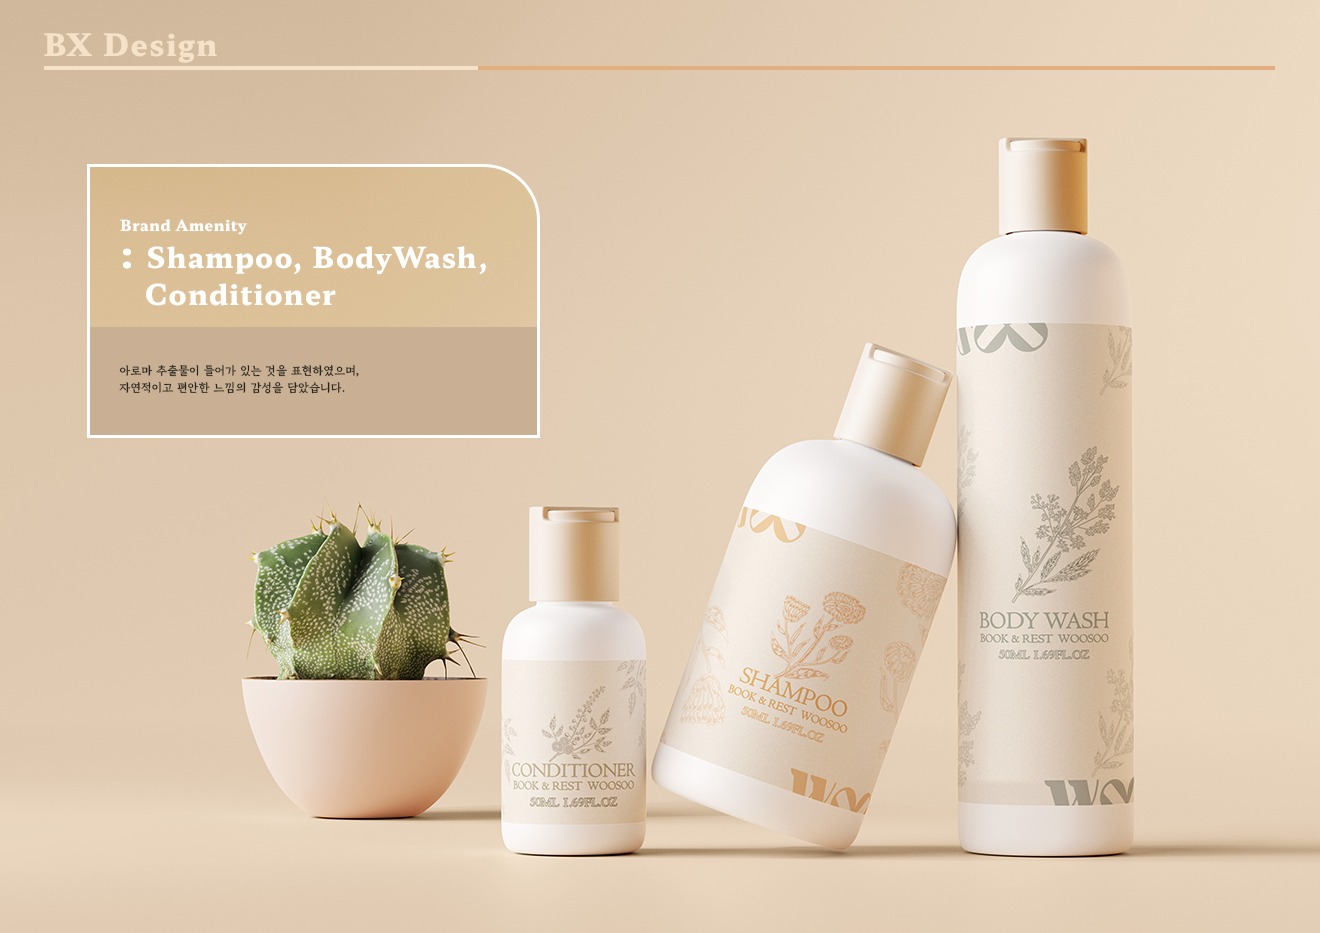 BX Design
Brand Amenity
: Shampoo, BodyWash,
Conditioner
아로마 추출물이 들어가 있는 것을 표현하였으며,
자연적이고 편안한 느낌의 감성을 담았습니다.
CONDITIONER
BOOK & REST WOOSOO
50ML 1.69FL.OZ
SHAMPOO
BOOK & REST WOOSOO
50ML 1.69FL.OZ
BODY WASH
BOOK & REST WOOSOO
50ML 1.69FL.OZ